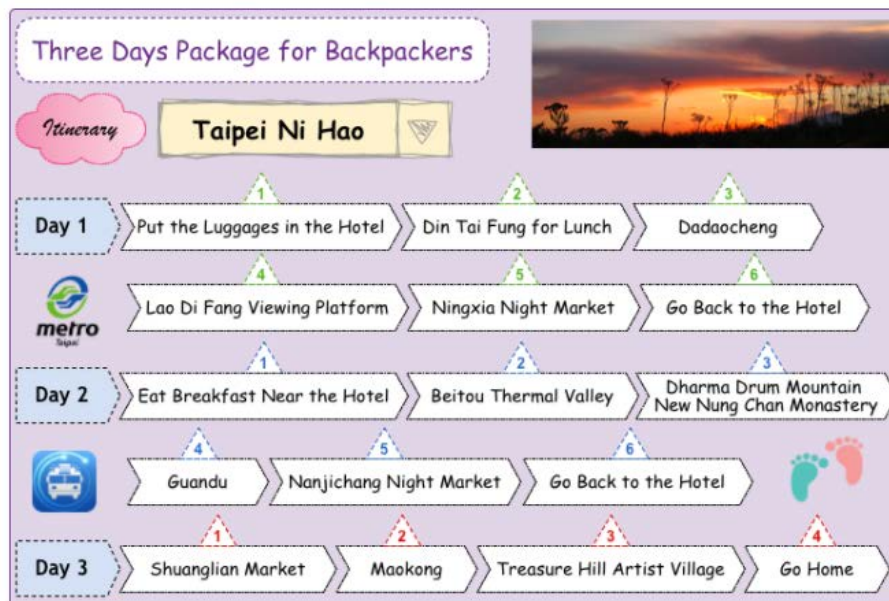 Three Days Package for Backpackers
Itinerary
Taipei Ni Hao
1
2
3
Day 1
Put the Luggages in the Hotel
Din Tai Fung for Lunch
Dadaocheng
4
5
6
metro
Taipei
Lao Di Fang Viewing Platform
Ningxia Night Market
Go Back to the Hotel
1
2
3
Day 2
Eat Breakfast Near the Hotel
Beitou Thermal Valley
Dharma Drum Mountain
New Nung Chan Monastery
4
5
6
Guandu
Nanjichang Night Market
Go Back to the Hotel
1
2
3
4
Day 3
Shuanglian Market
Maokong
Treasure Hill Artist Village
Go Home